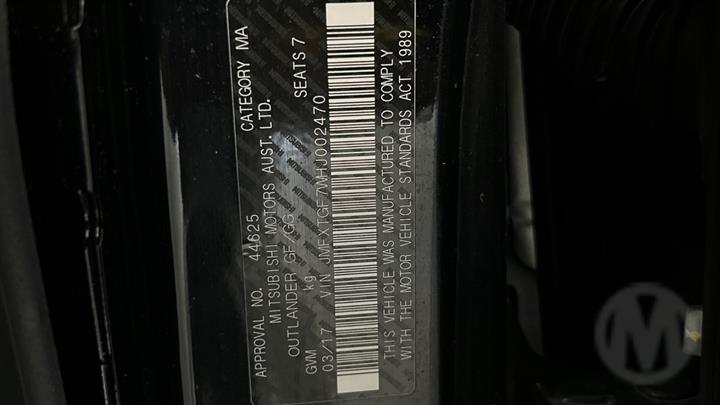 APPROVAL NO. 44625 CATEGORY MA
MITSUBISHI MOTORS AUST. LTD.
OUTLANDER GF /GG
GVM kg SEATS 7
03/17 VIN JMFXTGF7WHJ002470
THIS VEHICLE WAS MANUFACTURED TO COMPLY
WITH THE MOTOR VEHICLE STANDARDS ACT 1989
M